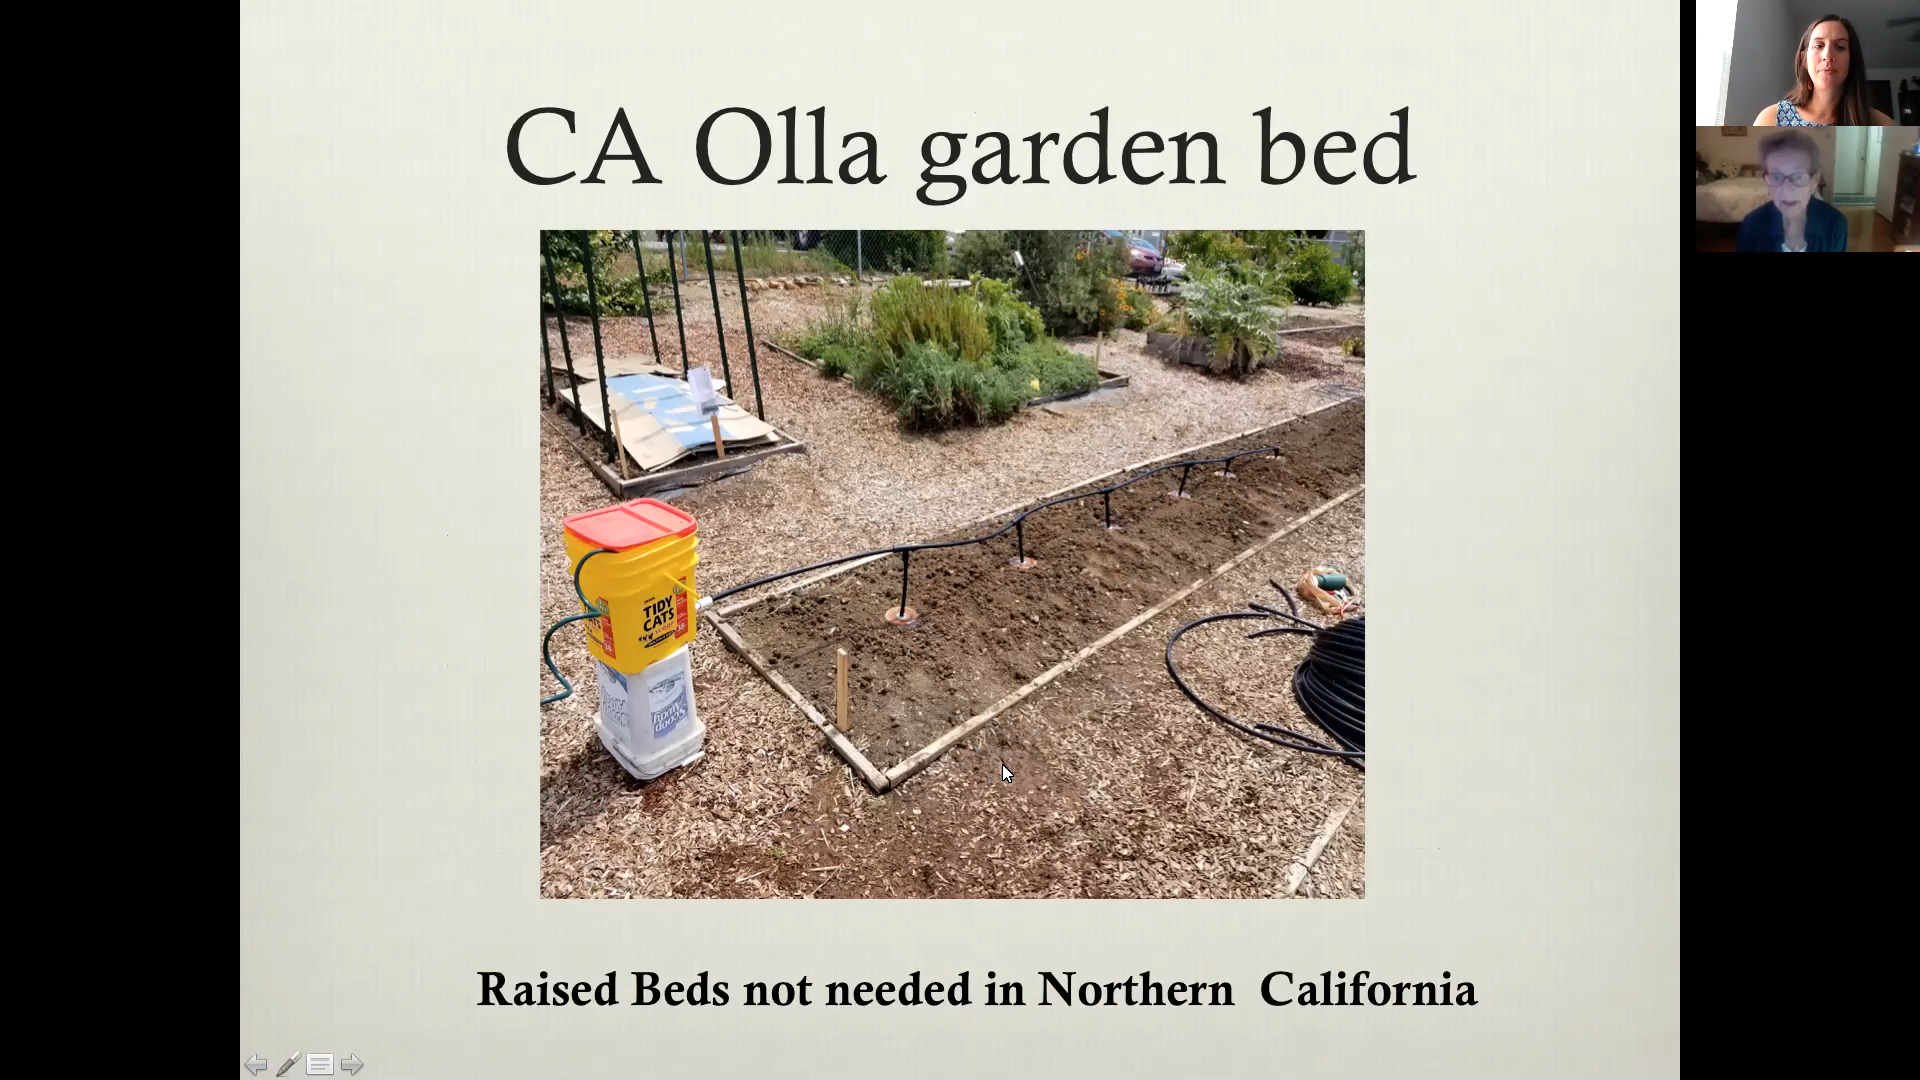 CA Olla garden bed
TIDY
CATS
Raised Beds not needed in Northern  California